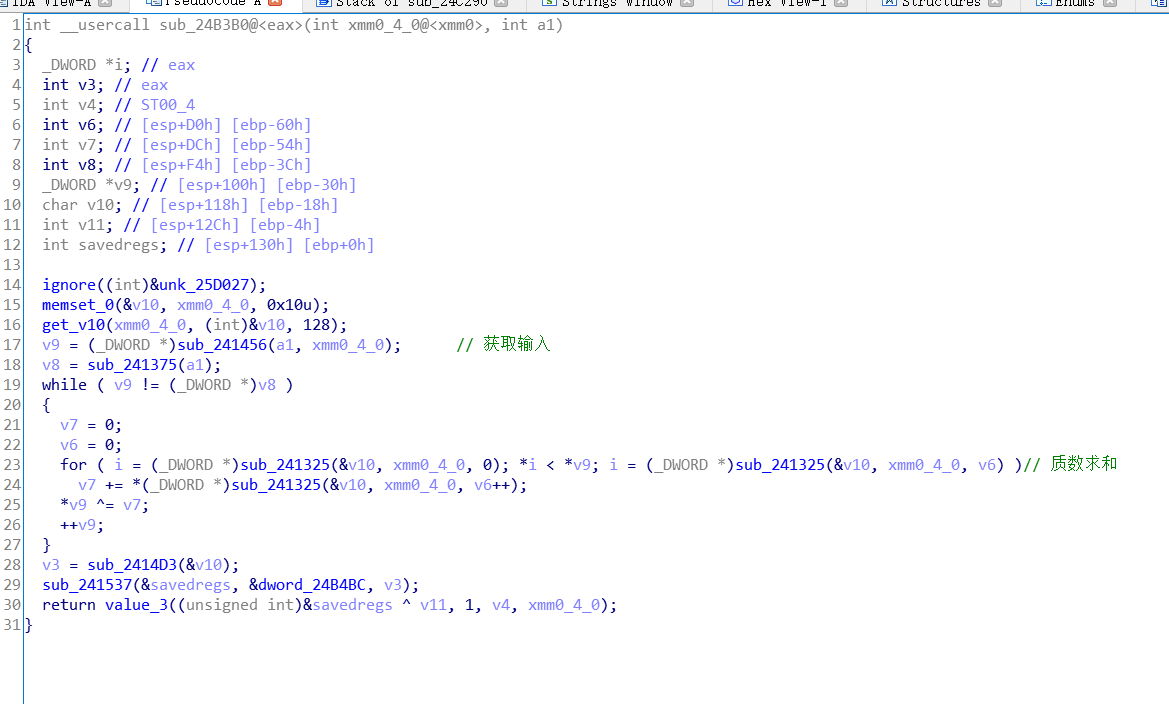 IDA View-A Pseudocode-A Stack of sub_24C290 Strings window Hex View-1 Structures Enums
1 int __usercall sub_24B3B0@<eax>(int xmm0_4_0@<xmm0>, int a1)
2 {
3 _DWORD *i; // eax
4 int v3; // eax
5 int v4; // ST00_4
6 int v6; // [esp+D0h] [ebp-60h]
7 int v7; // [esp+DCh] [ebp-54h]
8 int v8; // [esp+F4h] [ebp-3Ch]
9 _DWORD *v9; // [esp+100h] [ebp-30h]
10 char v10; // [esp+118h] [ebp-18h]
11 int v11; // [esp+12Ch] [ebp-4h]
12 int savedregs; // [esp+130h] [ebp+0h]
13
14 ignore((int)&unk_25D027);
15 memset_0(&v10, xmm0_4_0, 0x10u);
16 get_v10(xmm0_4_0, (int)&v10, 128);
17 v9 = (_DWORD *)sub_241456(a1, xmm0_4_0); // 获取输入
18 v8 = sub_241375(a1);
19 while ( v9 != (_DWORD *)v8 )
20 {
21 v7 = 0;
22 v6 = 0;
23 for ( i = (_DWORD *)sub_241325(&v10, xmm0_4_0, 0); *i < *v9; i = (_DWORD *)sub_241325(&v10, xmm0_4_0, v6) )// 质数求和
24 v7 += *(_DWORD *)sub_241325(&v10, xmm0_4_0, v6++);
25 *v9 ^= v7;
26 ++v9;
27 }
28 v3 = sub_2414D3(&v10);
29 sub_241537(&savedregs, &dword_24B4BC, v3);
30 return value_3((unsigned int)&savedregs ^ v11, 1, v4, xmm0_4_0);
31 }